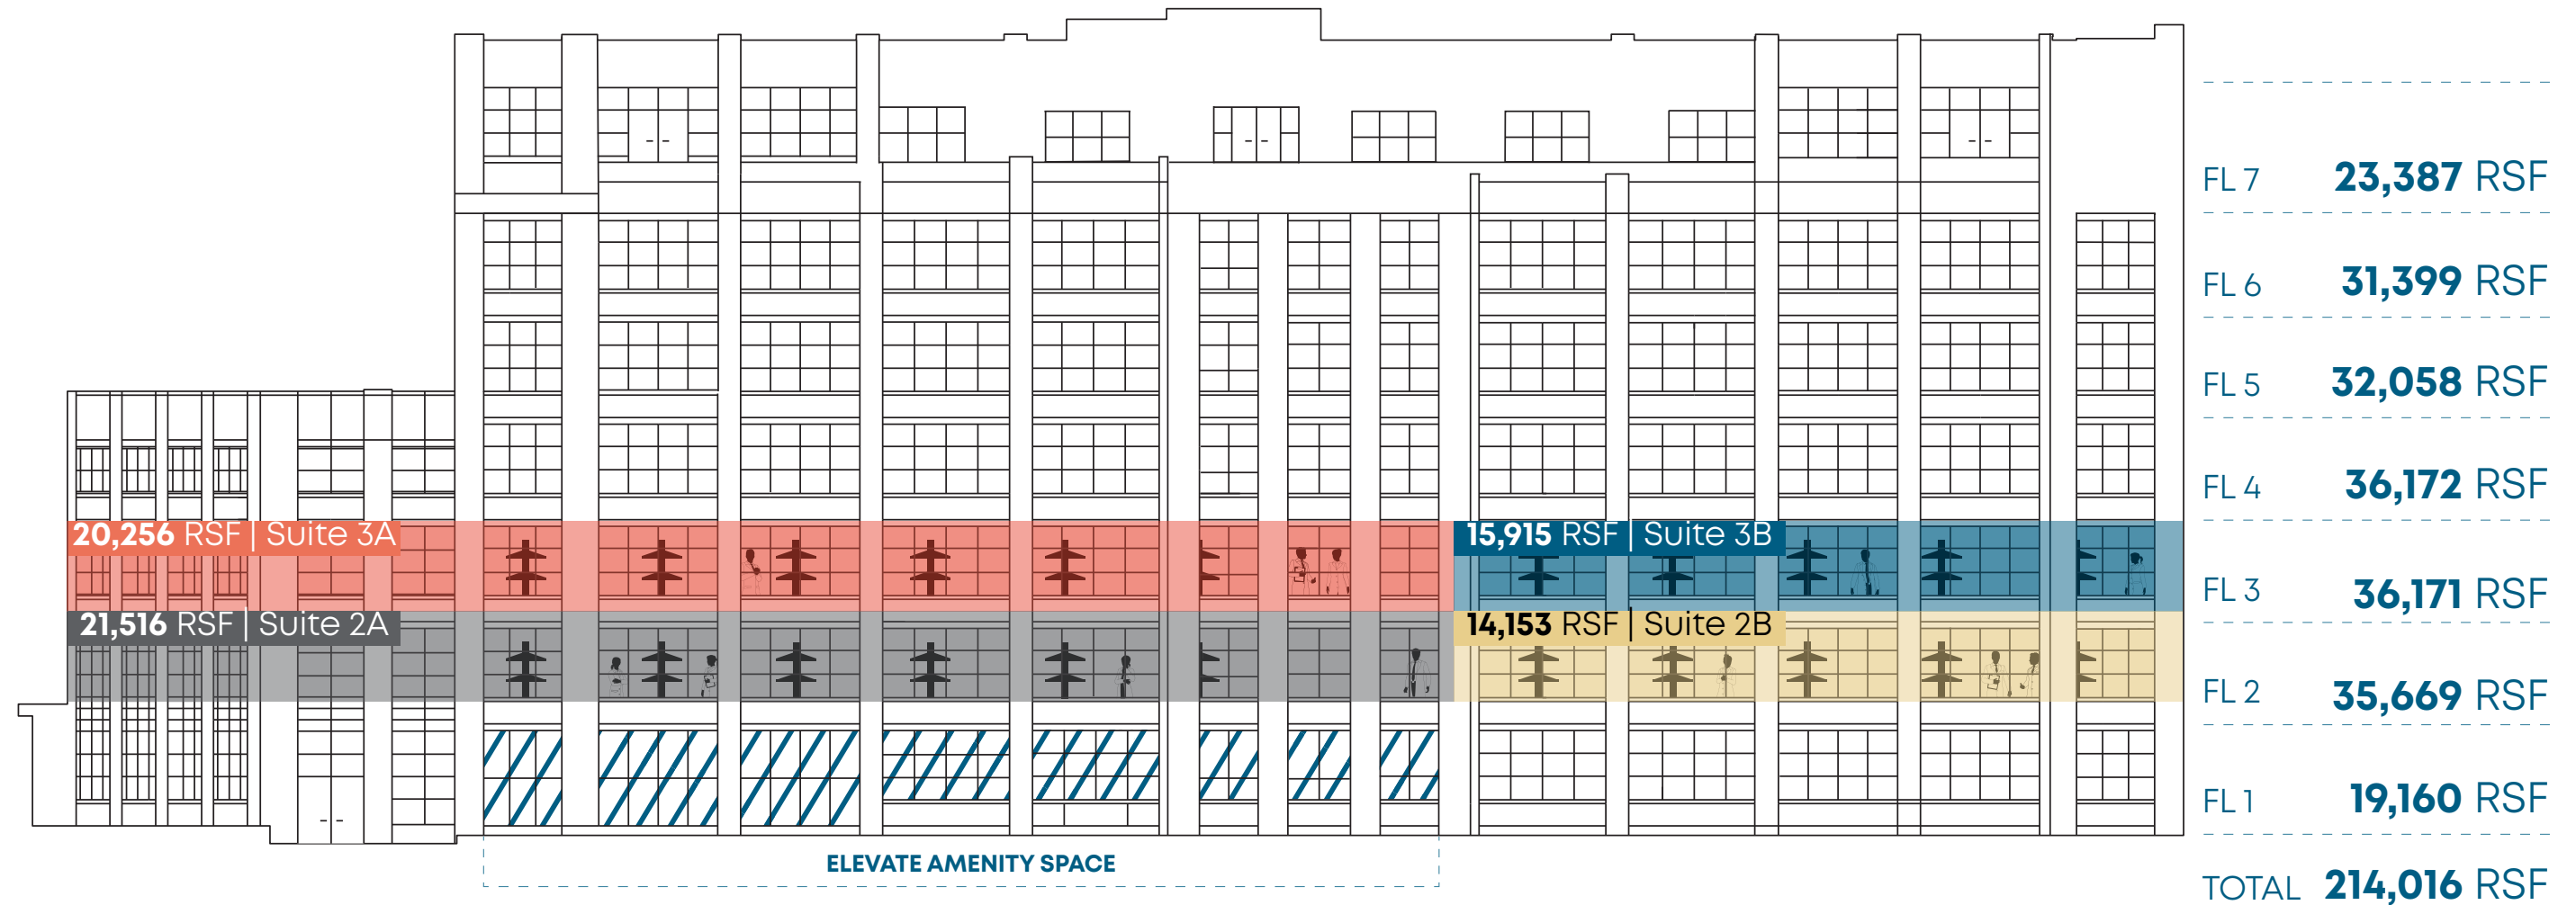 FL 7 23,387 RSF
FL 6 31,399 RSF
FL 5 32,058 RSF
FL 4 36,172 RSF
20,256 RSF | Suite 3A
15,915 RSF | Suite 3B
FL 3 36,171 RSF
21,516 RSF | Suite 2A
14,153 RSF | Suite 2B
FL 2 35,669 RSF
FL 1 19,160 RSF
ELEVATE AMENITY SPACE
TOTAL 214,016 RSF